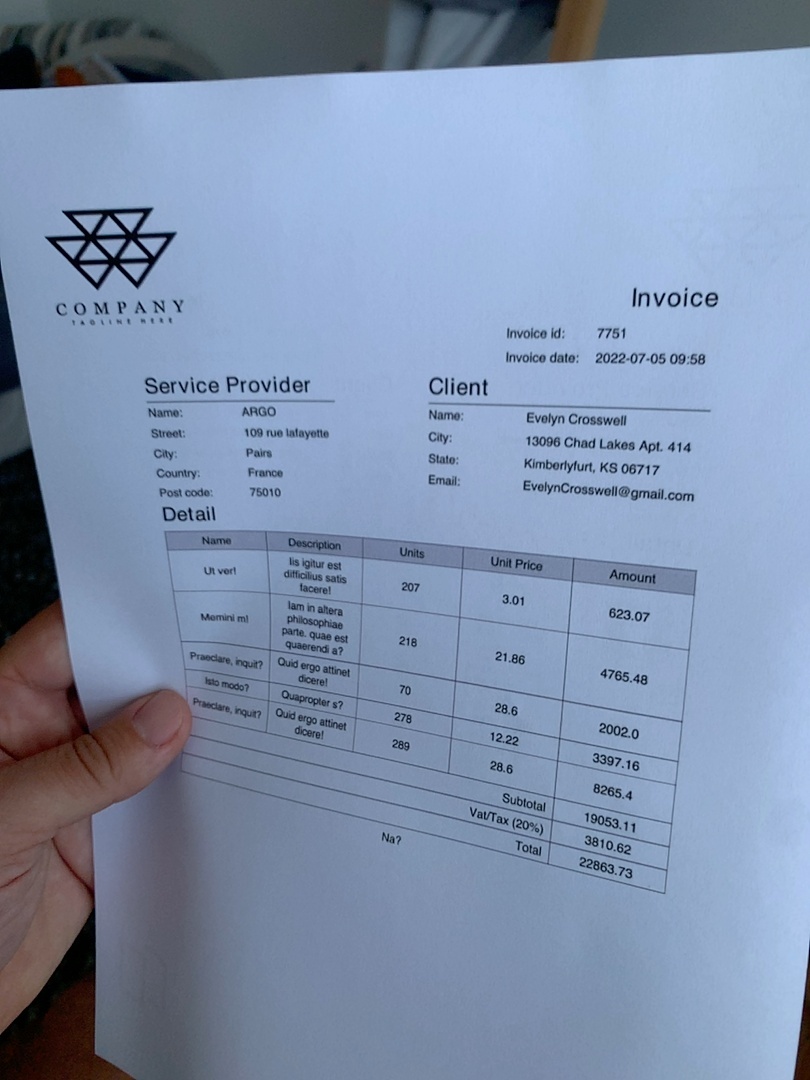 COMPANY
TAGLINE HERE
Invoice
Invoice id: 7751
Invoice date: 2022-07-05 09:58
Service Provider
Name: ARGO
Street: 109 rue lafayette
City: Pairs
Country: France
Post code: 75010
Client
Name: Evelyn Crosswell
City: 13096 Chad Lakes Apt. 414
State: Kimberlyfurt, KS 06717
Email: EvelynCrosswell@gmail.com
Detail
Name Description Units Unit Price Amount
Ut ver! Iis igitur est difficilius satis facere! 207 3.01 623.07
Memini m! Iam in altera philosophiae parte. quae est quaerendi a? 218 21.86 4765.48
Praeclare, inquit? Quid ergo attinet dicere! 70 28.6 2002.0
Isto modo? Quapropter s? 278 12.22 3397.16
Praeclare, inquit? Quid ergo attinet dicere! 289 28.6 8265.4
Subtotal 19053.11
Vat/Tax (20%) 3810.62
Total 22863.73
Na?